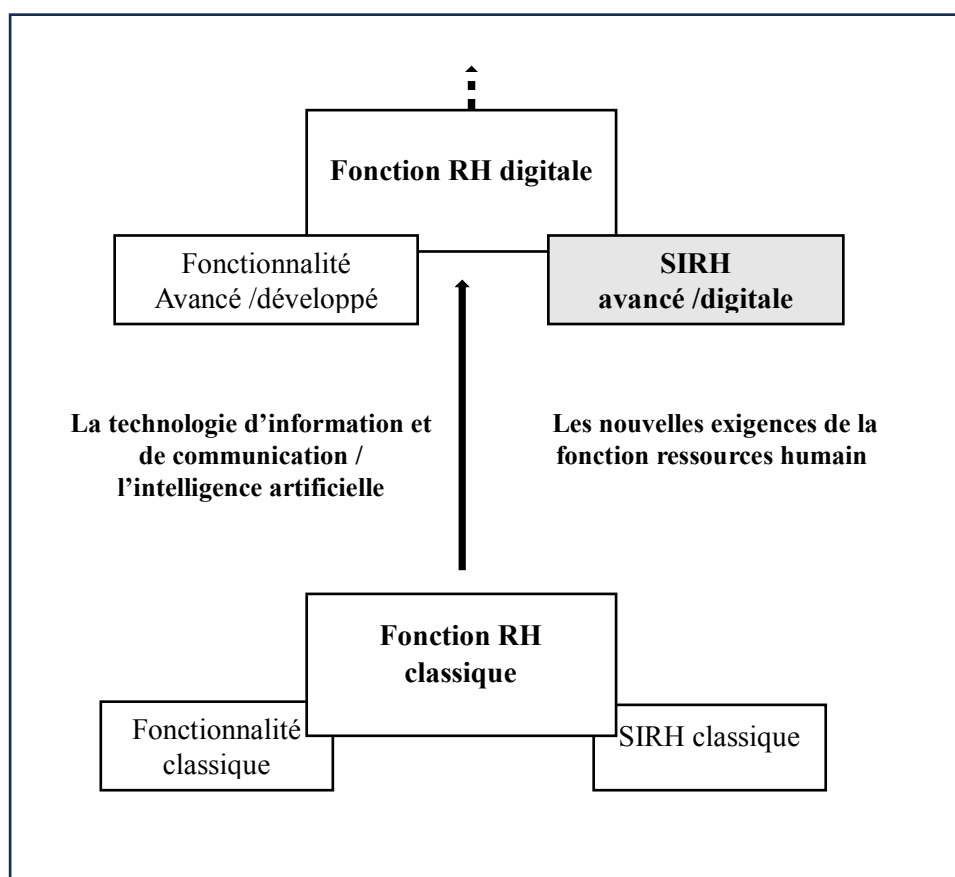 Fonction RH digitale
Fonctionnalité
Avancé /développé
SIRH
avancé /digitale
La technologie d’information et
de communication /
l’intelligence artificielle
Les nouvelles exigences de la
fonction ressources humain
Fonction RH
classique
Fonctionnalité
classique
SIRH classique